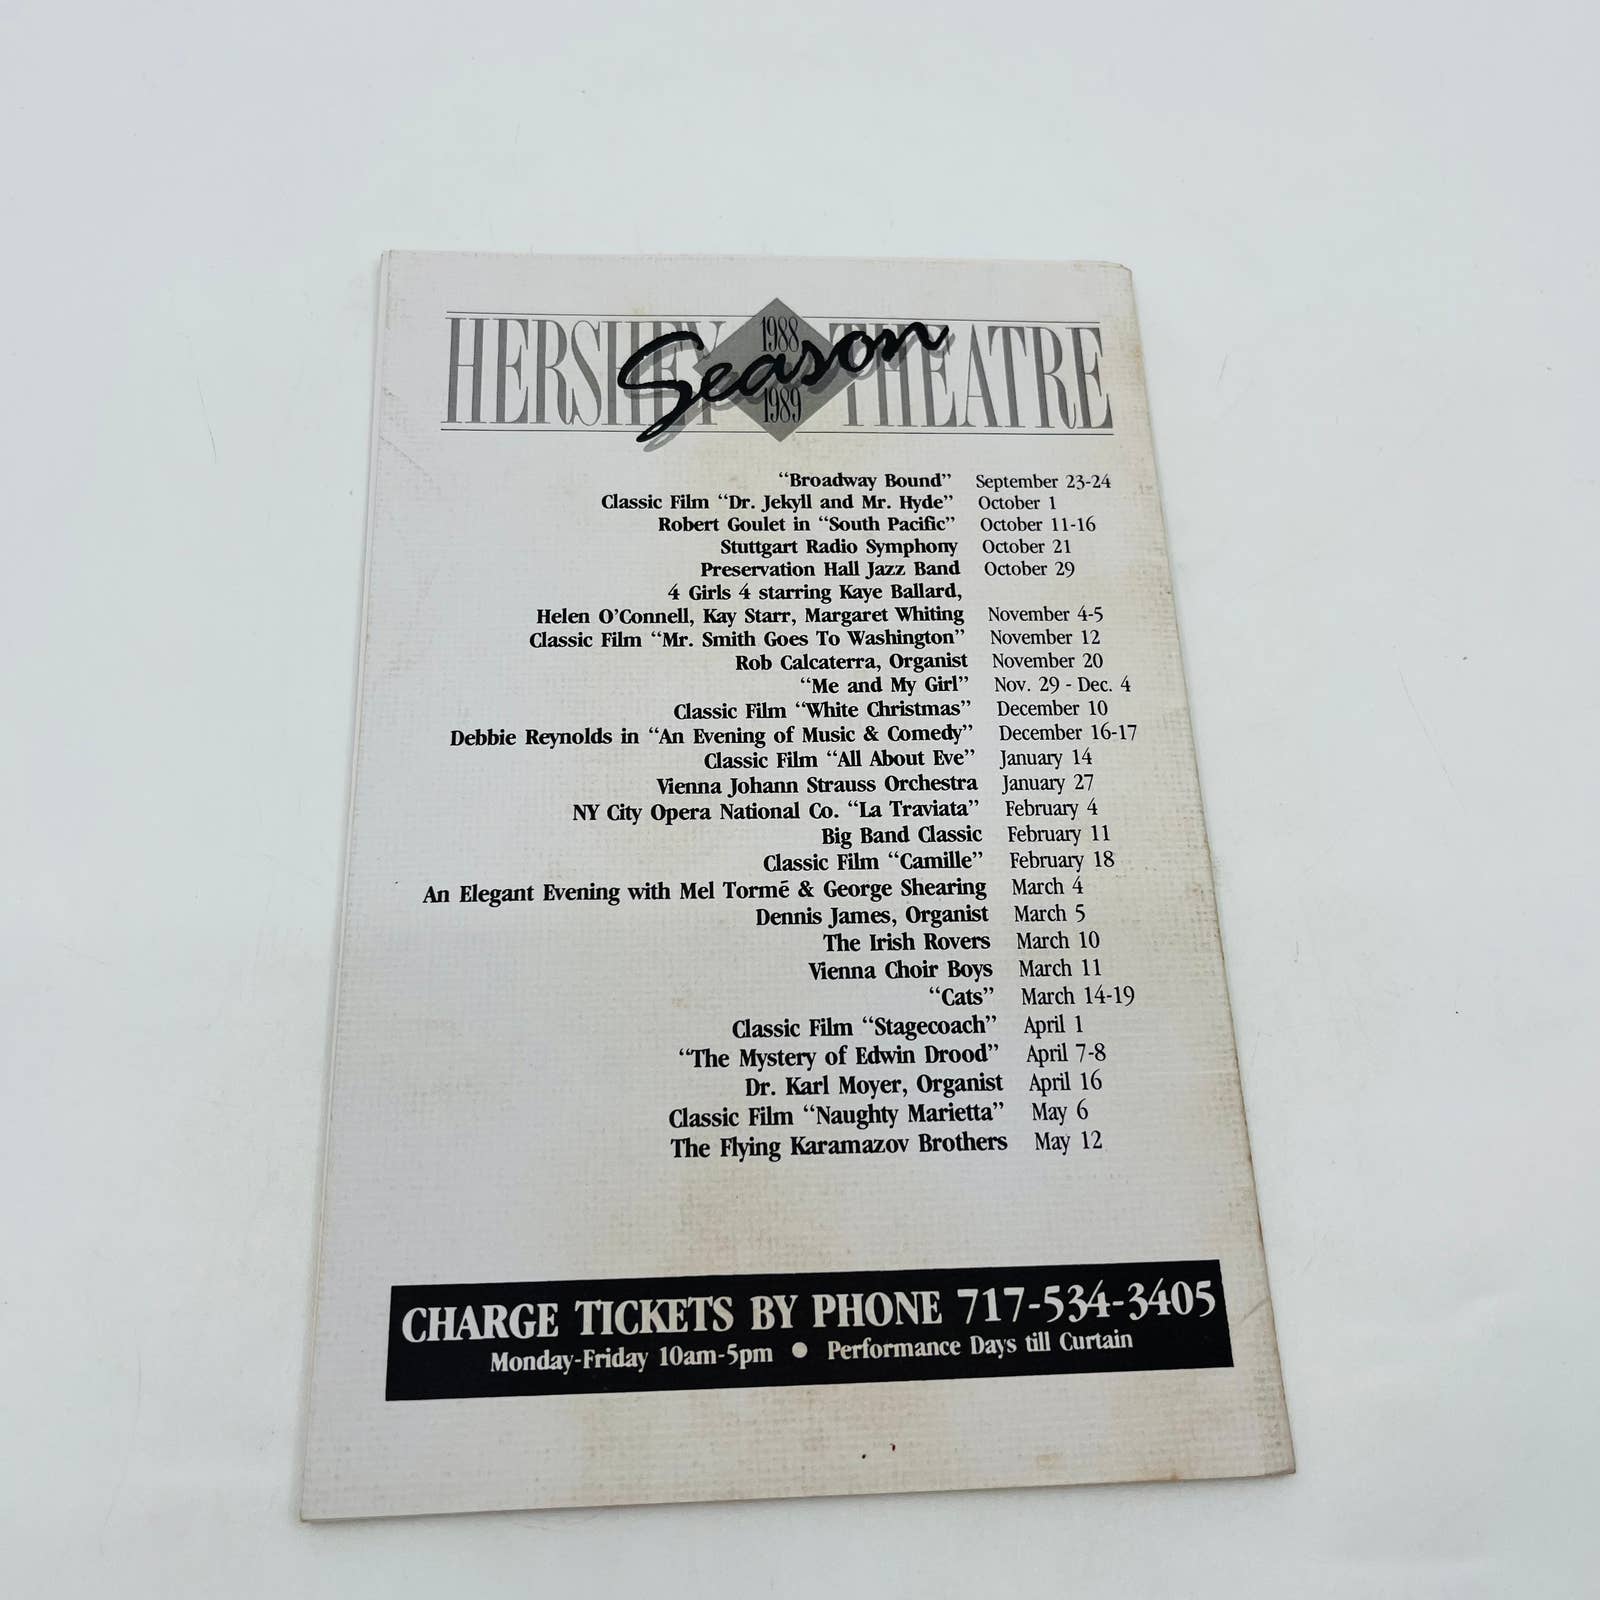 HERSHEY THEATRE
1988
Season
1989
"Broadway Bound" September 23-24
Classic Film "Dr. Jekyll and Mr. Hyde" October 1
Robert Goulet in "South Pacific" October 11-16
Stuttgart Radio Symphony October 21
Preservation Hall Jazz Band October 29
4 Girls 4 starring Kaye Ballard,
Helen O'Connell, Kay Starr, Margaret Whiting November 4-5
Classic Film "Mr. Smith Goes To Washington" November 12
Rob Calcaterra, Organist November 20
"Me and My Girl" Nov. 29 - Dec. 4
Classic Film "White Christmas" December 10
Debbie Reynolds in "An Evening of Music & Comedy" December 16-17
Classic Film "All About Eve" January 14
Vienna Johann Strauss Orchestra January 27
NY City Opera National Co. "La Traviata" February 4
Big Band Classic February 11
Classic Film "Camille" February 18
An Elegant Evening with Mel Tormé & George Shearing March 4
Dennis James, Organist March 5
The Irish Rovers March 10
Vienna Choir Boys March 11
"Cats" March 14-19
Classic Film "Stagecoach" April 1
"The Mystery of Edwin Drood" April 7-8
Dr. Karl Moyer, Organist April 16
Classic Film "Naughty Marietta" May 6
The Flying Karamazov Brothers May 12
CHARGE TICKETS BY PHONE 717-534-3405
Monday-Friday 10am-5pm • Performance Days till Curtain